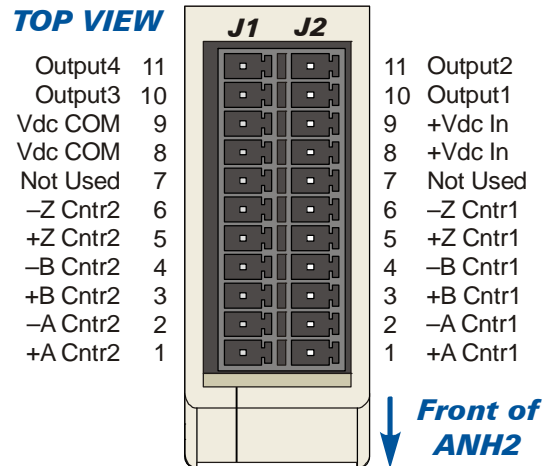 TOP VIEW
J1 J2
Output4 11 11 Output2
Output3 10 10 Output1
Vdc COM 9 9 +Vdc In
Vdc COM 8 8 +Vdc In
Not Used 7 7 Not Used
–Z Cntr2 6 6 –Z Cntr1
+Z Cntr2 5 5 +Z Cntr1
–B Cntr2 4 4 –B Cntr1
+B Cntr2 3 3 +B Cntr1
–A Cntr2 2 2 –A Cntr1
+A Cntr2 1 1 +A Cntr1
Front of
ANH2